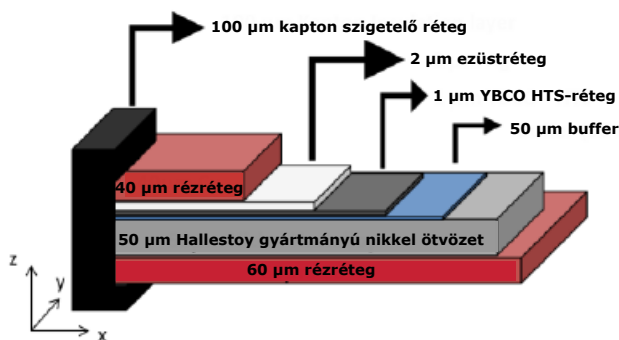 100 µm kapton szigetelő réteg
2 µm ezüstréteg
1 µm YBCO HTS-réteg
50 µm buffer
40 µm rézréteg
50 µm Hallestoy gyártmányú nikkel ötvözet
60 µm rézréteg
z
y
x